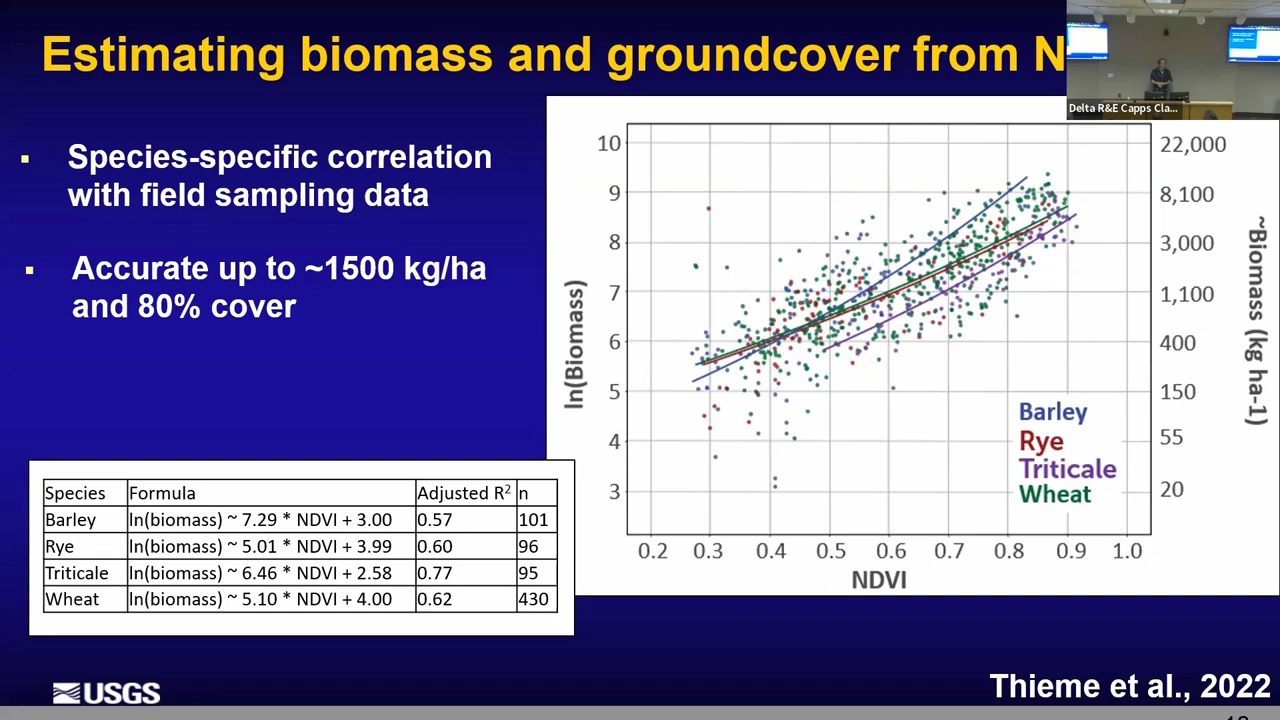 Estimating biomass and groundcover from N
Delta R&E Capps Cla...
Species-specific correlation
with field sampling data
Accurate up to ~1500 kg/ha
and 80% cover
10
9
8
7
6
5
4
3
ln(Biomass)
0.2 0.3 0.4 0.5 0.6 0.7 0.8 0.9 1.0
NDVI
22,000
8,100
3,000
1,100
400
150
55
20
~Biomass (kg ha-1)
Barley
Rye
Triticale
Wheat
Species Formula Adjusted R² n
Barley ln(biomass) ~ 7.29 * NDVI + 3.00 0.57 101
Rye ln(biomass) ~ 5.01 * NDVI + 3.99 0.60 96
Triticale ln(biomass) ~ 6.46 * NDVI + 2.58 0.77 95
Wheat ln(biomass) ~ 5.10 * NDVI + 4.00 0.62 430
USGS
Thieme et al., 2022